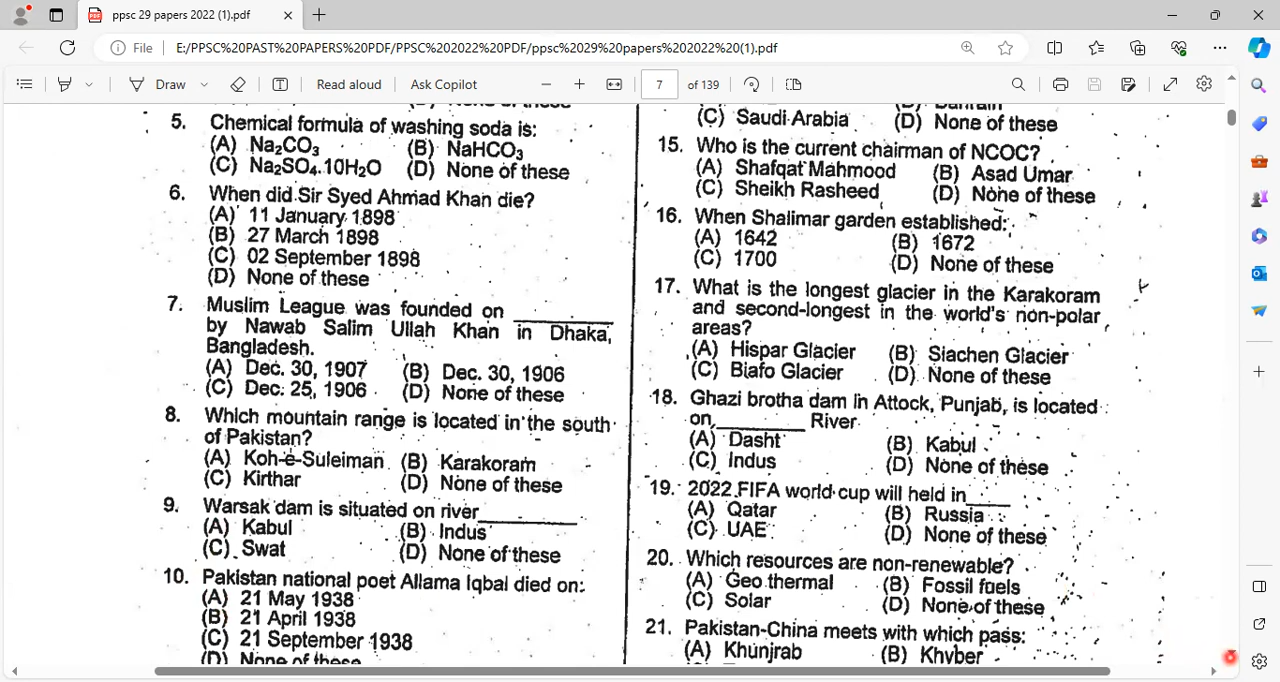 ppsc 29 papers 2022 (1).pdf
File
E:/PPSC%20PAST%20PAPERS%20PDF/PPSC%202022%20PDF/ppsc%2029%20papers%202022%20(1).pdf
Draw
Read aloud
Ask Copilot
7
of 139
(D) None of these
5. Chemical formula of washing soda is:
(A) Na₂CO₃ (B) NaHCO₃
(C) Na₂SO₄.10H₂O (D) None of these
6. When did Sir Syed Ahmad Khan die?
(A) 11 January 1898
(B) 27 March 1898
(C) 02 September 1898
(D) None of these
7. Muslim League was founded on ________
by Nawab Salim Ullah Khan in Dhaka,
Bangladesh.
(A) Dec. 30, 1907 (B) Dec. 30, 1906
(C) Dec. 25, 1906 (D) None of these
8. Which mountain range is located in the south
of Pakistan?
(A) Koh-e-Suleiman (B) Karakoram
(C) Kirthar (D) None of these
9. Warsak dam is situated on river________
(A) Kabul (B) Indus
(C) Swat (D) None of these
10. Pakistan national poet Allama Iqbal died on:
(A) 21 May 1938
(B) 21 April 1938
(C) 21 September 1938
(D) None of these
(D) Bahrain
(C) Saudi Arabia (D) None of these
15. Who is the current chairman of NCOC?
(A) Shafqat Mahmood (B) Asad Umar
(C) Sheikh Rasheed (D) None of these
16. When Shalimar garden established:
(A) 1642 (B) 1672
(C) 1700 (D) None of these
17. What is the longest glacier in the Karakoram
and second-longest in the world's non-polar
areas?
(A) Hispar Glacier (B) Siachen Glacier
(C) Biafo Glacier (D) None of these
18. Ghazi brotha dam in Attock, Punjab, is located
on ________ River
(A) Dasht (B) Kabul
(C) Indus (D) None of these
19. 2022 FIFA world cup will held in____
(A) Qatar (B) Russia
(C) UAE (D) None of these
20. Which resources are non-renewable?
(A) Geo thermal (B) Fossil fuels
(C) Solar (D) None of these
21. Pakistan-China meets with which pass:
(A) Khunjrab (B) Khyber